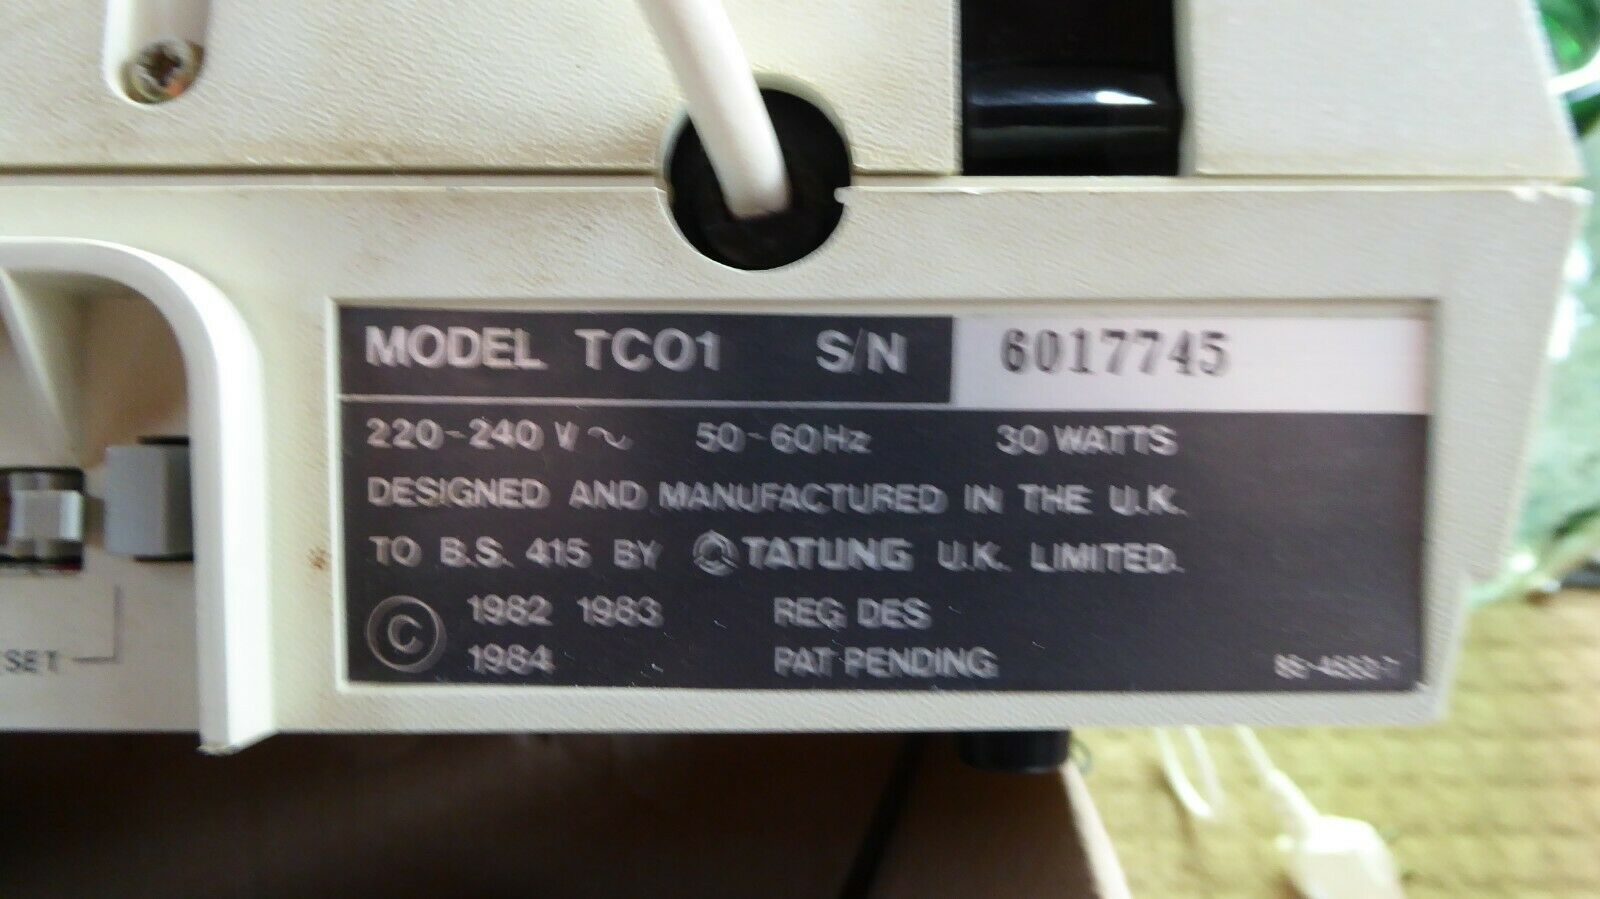 MODEL TC01 S/N 6017745
220-240 V ~ 50-60Hz 30 WATTS
DESIGNED AND MANUFACTURED IN THE U.K.
TO B.S. 415 BY TATUNG U.K. LIMITED.
© 1982 1983 REG DES
1984 PAT PENDING
SET